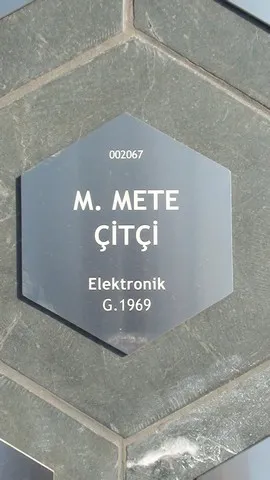 002067
M. METE
ÇİTÇİ
Elektronik
G.1969